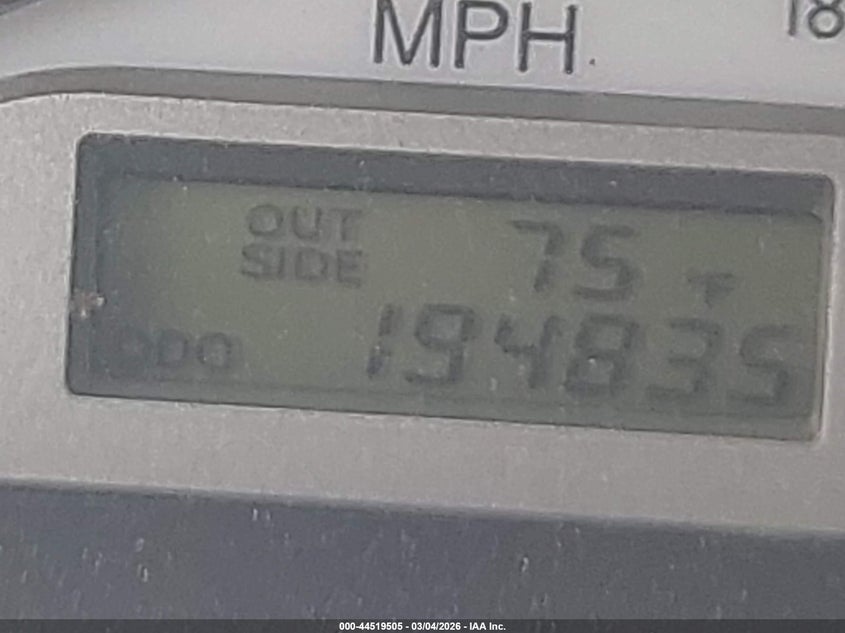 MPH
18
OUT
SIDE 75 °F
ODO 194835
000-44519505 - 03/04/2026 - IAA Inc.